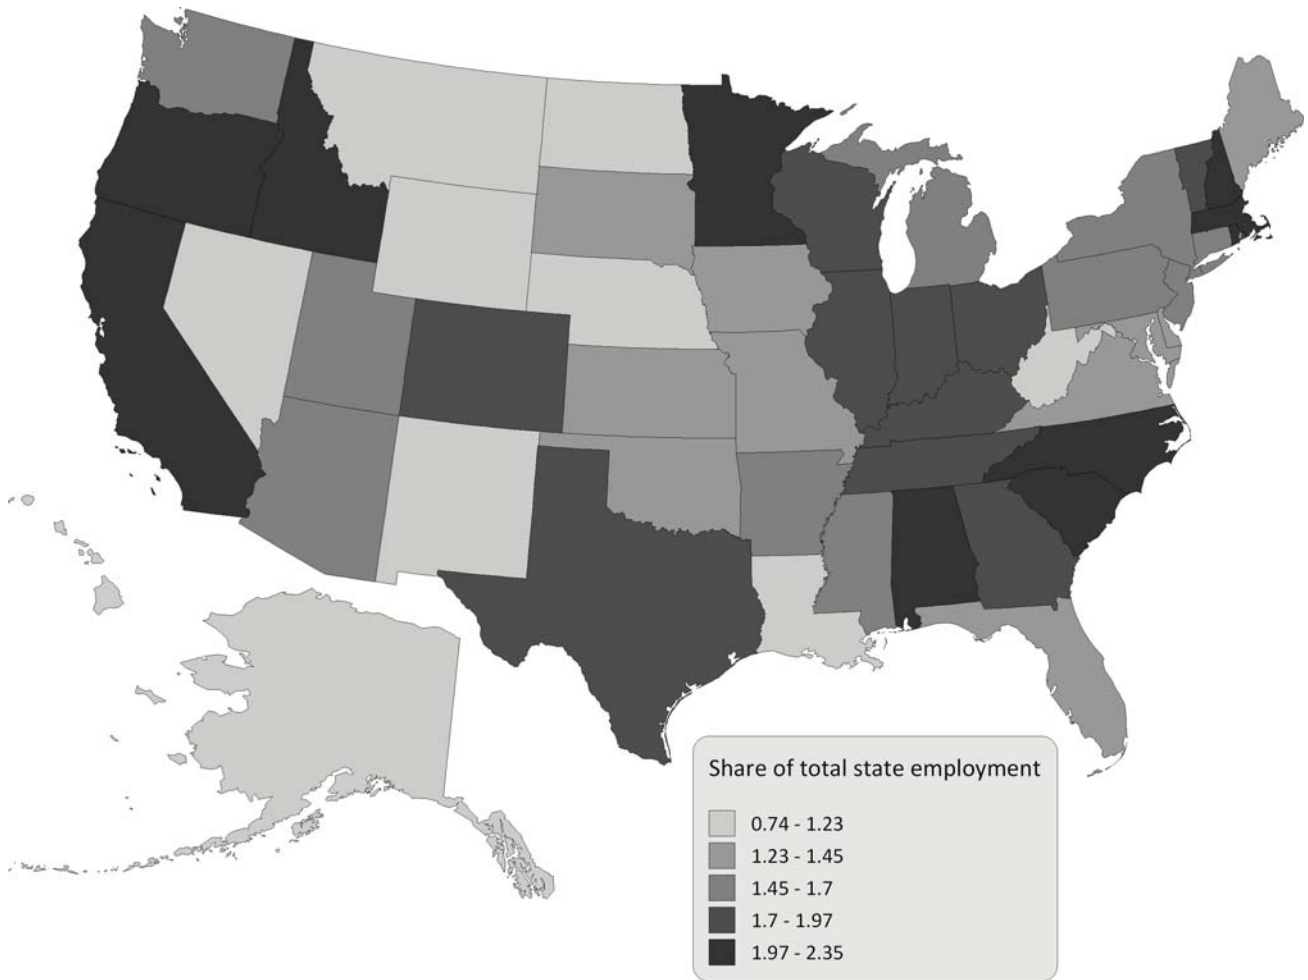 Share of total state employment
0.74 - 1.23
1.23 - 1.45
1.45 - 1.7
1.7 - 1.97
1.97 - 2.35